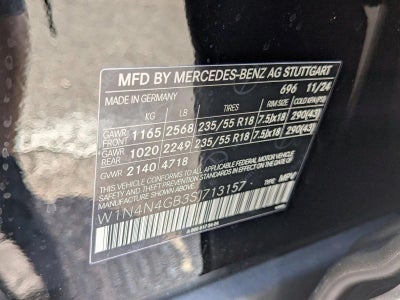 MFD BY MERCEDES-BENZ AG STUTTGART
696 11/24
MADE IN GERMANY
KG LB TIRES RIM SIZE COLD KPA(PSI)
GAWR FRONT 1165 2568 235/55 R18 7.5Jx18 290(43)
GAWR REAR 1020 2249 235/55 R18 7.5Jx18 290(43)
GVWR 2140 4718
THIS VEHICLE CONFORMS TO ALL APPLICABLE FEDERAL MOTOR VEHICLE
SAFETY STANDARDS IN EFFECT ON THE DATE OF
MANUFACTURE SHOWN ABOVE
W1N4N4GB3SJ713157
TYPE: MPV